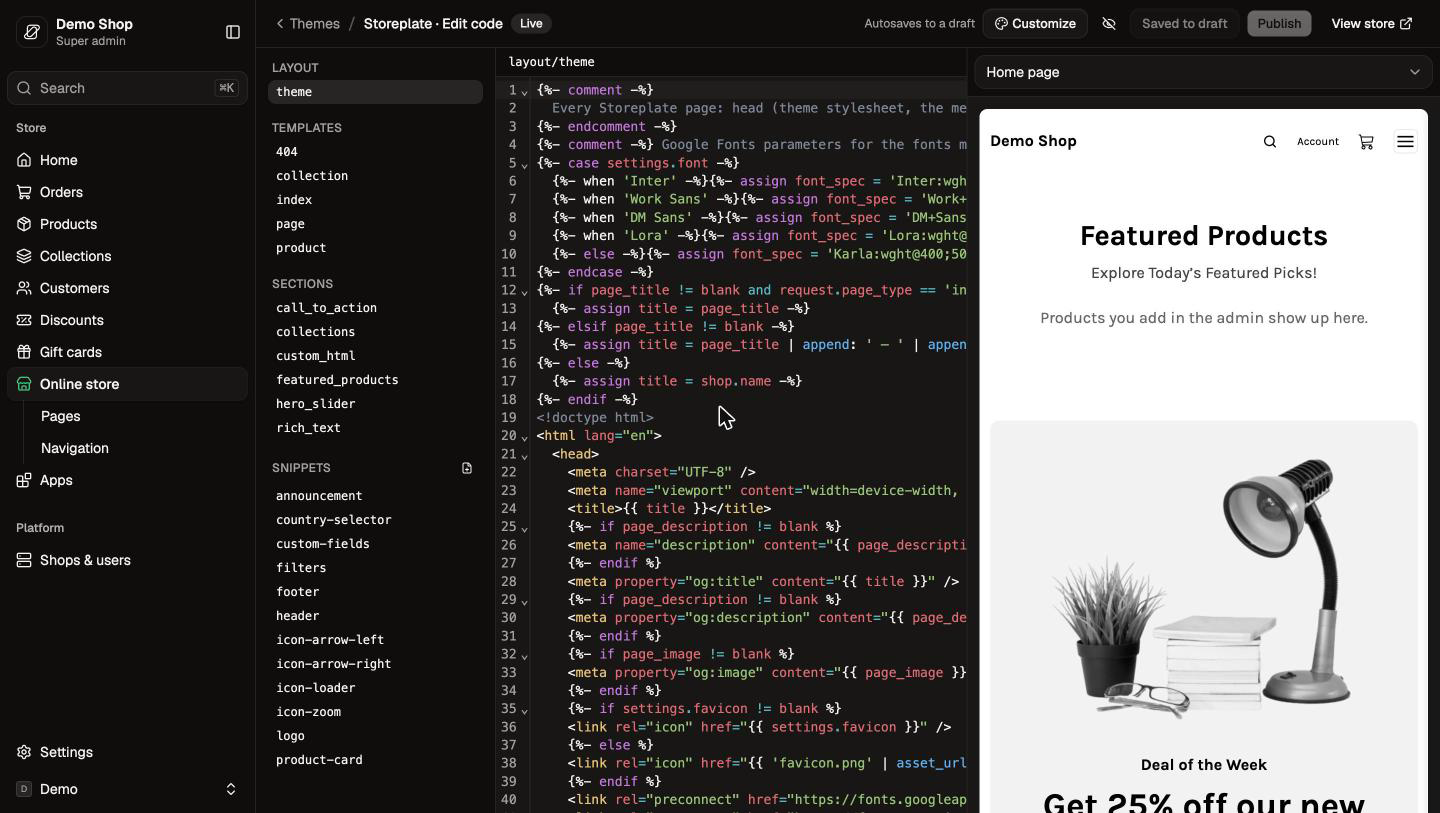 Demo Shop
Super admin
Search
⌘K
Store
Home
Orders
Products
Collections
Customers
Discounts
Gift cards
Online store
Pages
Navigation
Apps
Platform
Shops & users
Settings
D
Demo
Themes / Storeplate · Edit code Live
Autosaves to a draft
Customize
Saved to draft
Publish
View store
LAYOUT
theme
TEMPLATES
404
collection
index
page
product
SECTIONS
call_to_action
collections
custom_html
featured_products
hero_slider
rich_text
SNIPPETS
announcement
country-selector
custom-fields
filters
footer
header
icon-arrow-left
icon-arrow-right
icon-loader
icon-zoom
logo
product-card
layout/theme
1 {%- comment -%}
2 Every Storeplate page: head (theme stylesheet, the me
3 {%- endcomment -%}
4 {%- comment -%} Google Fonts parameters for the fonts m
5 {%- case settings.font -%}
6 {%- when 'Inter' -%}{%- assign font_spec = 'Inter:wgh
7 {%- when 'Work Sans' -%}{%- assign font_spec = 'Work+
8 {%- when 'DM Sans' -%}{%- assign font_spec = 'DM+Sans
9 {%- when 'Lora' -%}{%- assign font_spec = 'Lora:wght@
10 {%- else -%}{%- assign font_spec = 'Karla:wght@400;50
11 {%- endcase -%}
12 {%- if page_title != blank and request.page_type == 'in
13 {%- assign title = page_title -%}
14 {%- elsif page_title != blank -%}
15 {%- assign title = page_title | append: ' — ' | appen
16 {%- else -%}
17 {%- assign title = shop.name -%}
18 {%- endif -%}
19 <!doctype html>
20 <html lang="en">
21 <head>
22 <meta charset="UTF-8" />
23 <meta name="viewport" content="width=device-width,
24 <title>{{ title }}</title>
25 {%- if page_description != blank %}
26 <meta name="description" content="{{ page_descripti
27 {%- endif %}
28 <meta property="og:title" content="{{ title }}" />
29 {%- if page_description != blank %}
30 <meta property="og:description" content="{{ page_de
31 {%- endif %}
32 {%- if page_image != blank %}
33 <meta property="og:image" content="{{ page_image }}
34 {%- endif %}
35 {%- if settings.favicon != blank %}
36 <link rel="icon" href="{{ settings.favicon }}" />
37 {%- else %}
38 <link rel="icon" href="{{ 'favicon.png' | asset_url
39 {%- endif %}
40 <link rel="preconnect" href="https://fonts.googleap
Home page
Demo Shop
Account
Featured Products
Explore Today's Featured Picks!
Products you add in the admin show up here.
Deal of the Week
Get 25% off our new